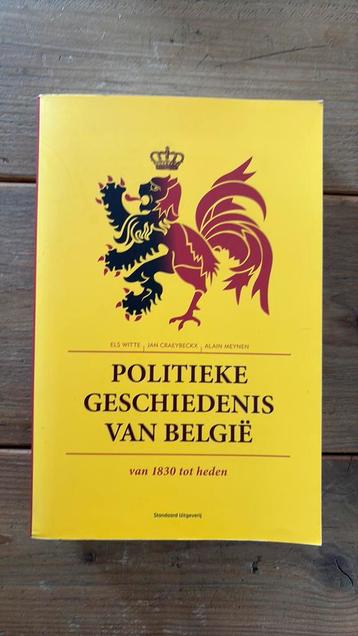 ELS WITTE | JAN CRAEYBECKX | ALAIN MEYNEN
POLITIEKE
GESCHIEDENIS
VAN BELGIË
van 1830 tot heden
Standaard Uitgeverij